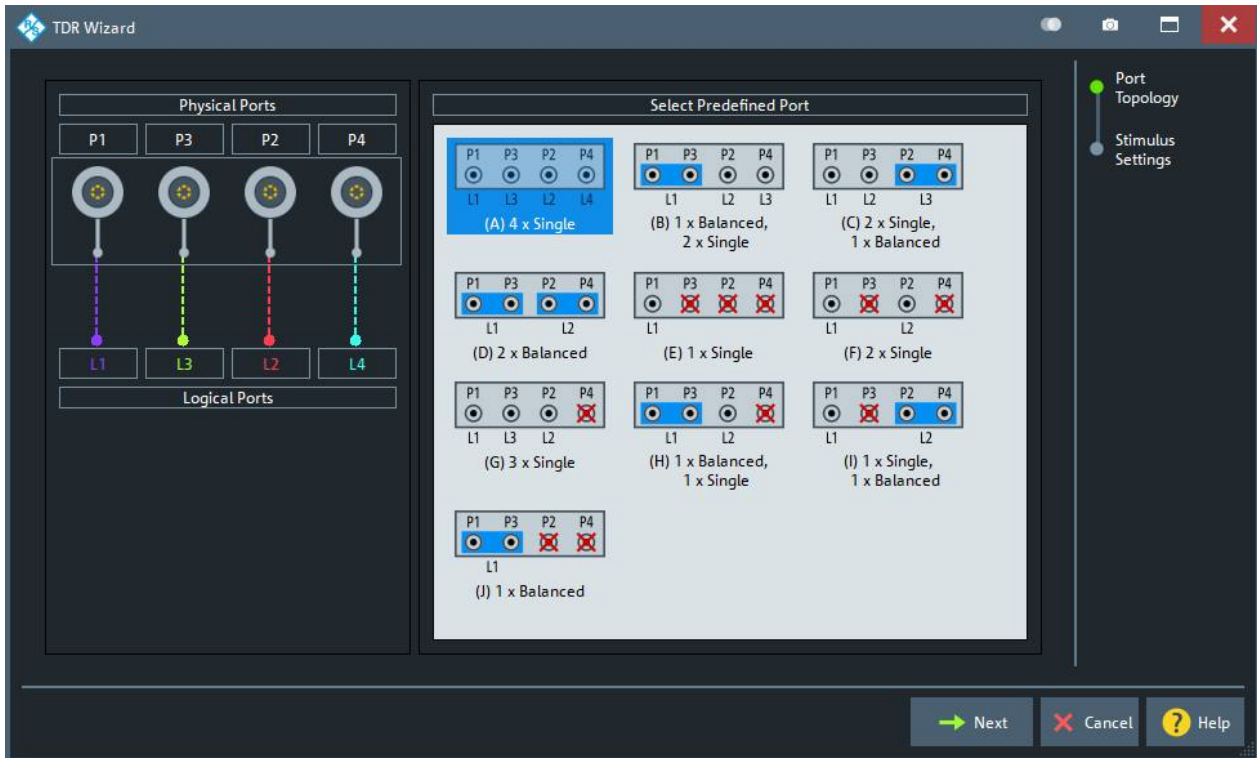 TDR Wizard
Physical Ports
P1 P3 P2 P4
L1 L3 L2 L4
Logical Ports
Select Predefined Port
P1 P3 P2 P4
L1 L3 L2 L4
(A) 4 x Single
P1 P3 P2 P4
L1 L2 L3
(B) 1 x Balanced,
2 x Single
P1 P3 P2 P4
L1 L2 L3
(C) 2 x Single,
1 x Balanced
P1 P3 P2 P4
L1 L2
(D) 2 x Balanced
P1 P3 P2 P4
L1
(E) 1 x Single
P1 P3 P2 P4
L1 L2
(F) 2 x Single
P1 P3 P2 P4
L1 L3 L2
(G) 3 x Single
P1 P3 P2 P4
L1 L2
(H) 1 x Balanced,
1 x Single
P1 P3 P2 P4
L1 L2
(I) 1 x Single,
1 x Balanced
P1 P3 P2 P4
L1
(J) 1 x Balanced
Port
Topology
Stimulus
Settings
Next
Cancel
? Help